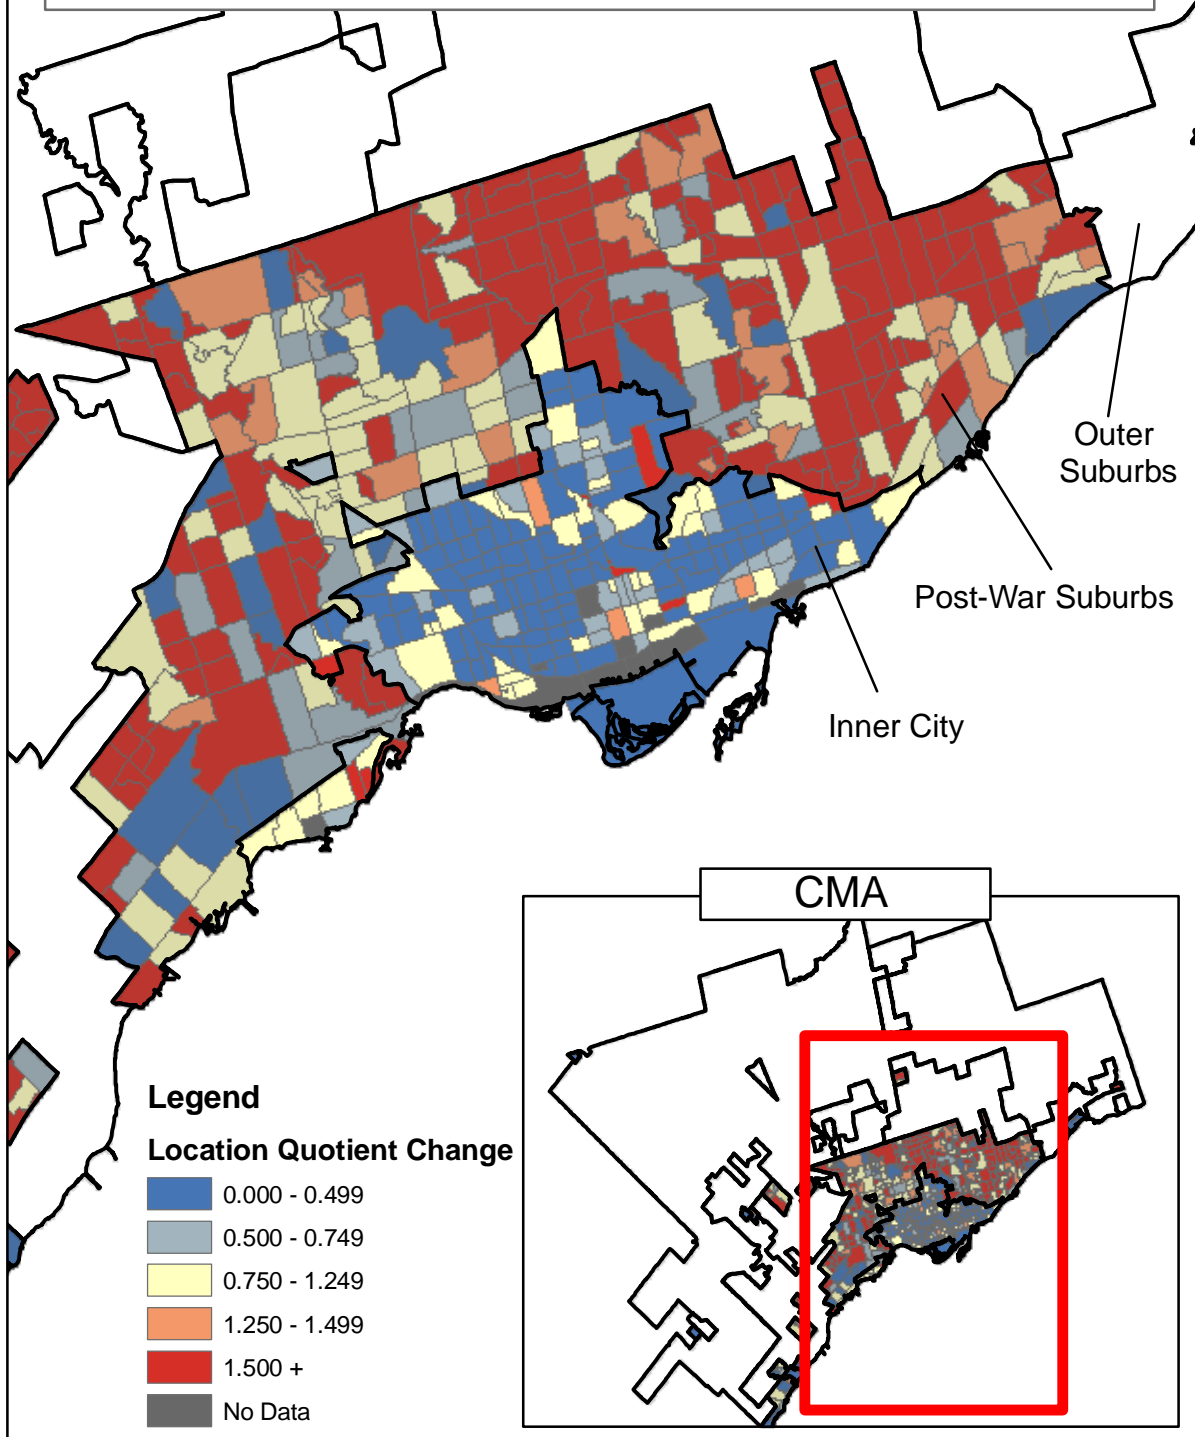 Outer
Suburbs
Post-War Suburbs
Inner City
CMA
Legend
Location Quotient Change
0.000 - 0.499
0.500 - 0.749
0.750 - 1.249
1.250 - 1.499
1.500 +
No Data